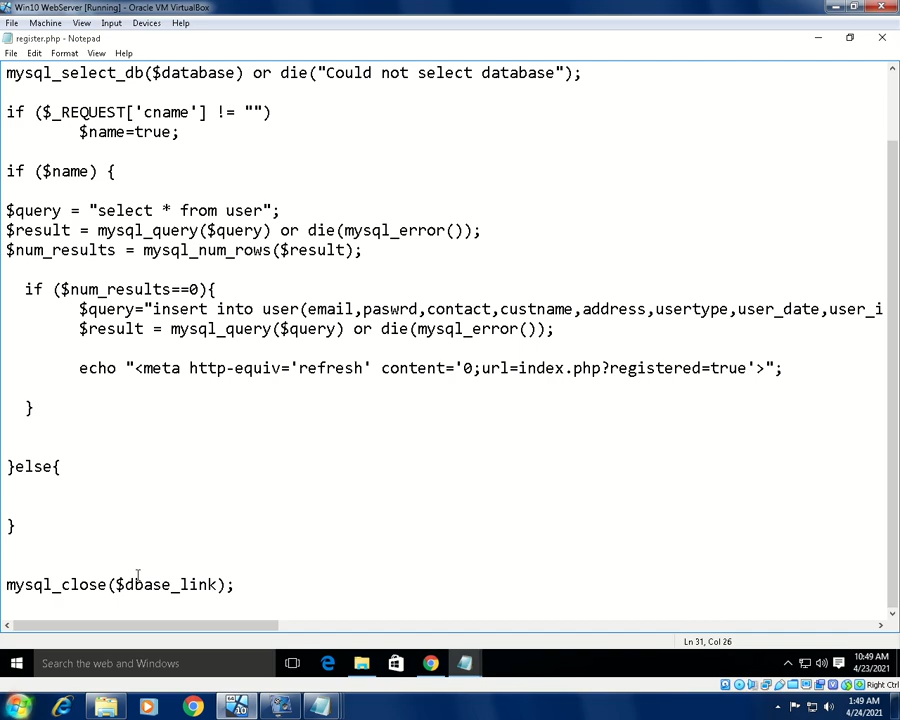 Win10 WebServer [Running] - Oracle VM VirtualBox
File Machine View Input Devices Help
register.php - Notepad
File Edit Format View Help
mysql_select_db($database) or die("Could not select database");
if ($_REQUEST['cname'] != "")
$name=true;
if ($name) {
$query = "select * from user";
$result = mysql_query($query) or die(mysql_error());
$num_results = mysql_num_rows($result);
if ($num_results==0){
$query="insert into user(email,paswrd,contact,custname,address,usertype,user_date,user_i
$result = mysql_query($query) or die(mysql_error());
echo "<meta http-equiv='refresh' content='0;url=index.php?registered=true'>";
}
}else{
}
mysql_close($dbase_link);
Ln 31, Col 26
Search the web and Windows
10:49 AM
4/23/2021
Right Ctrl
1:49 AM
4/24/2021